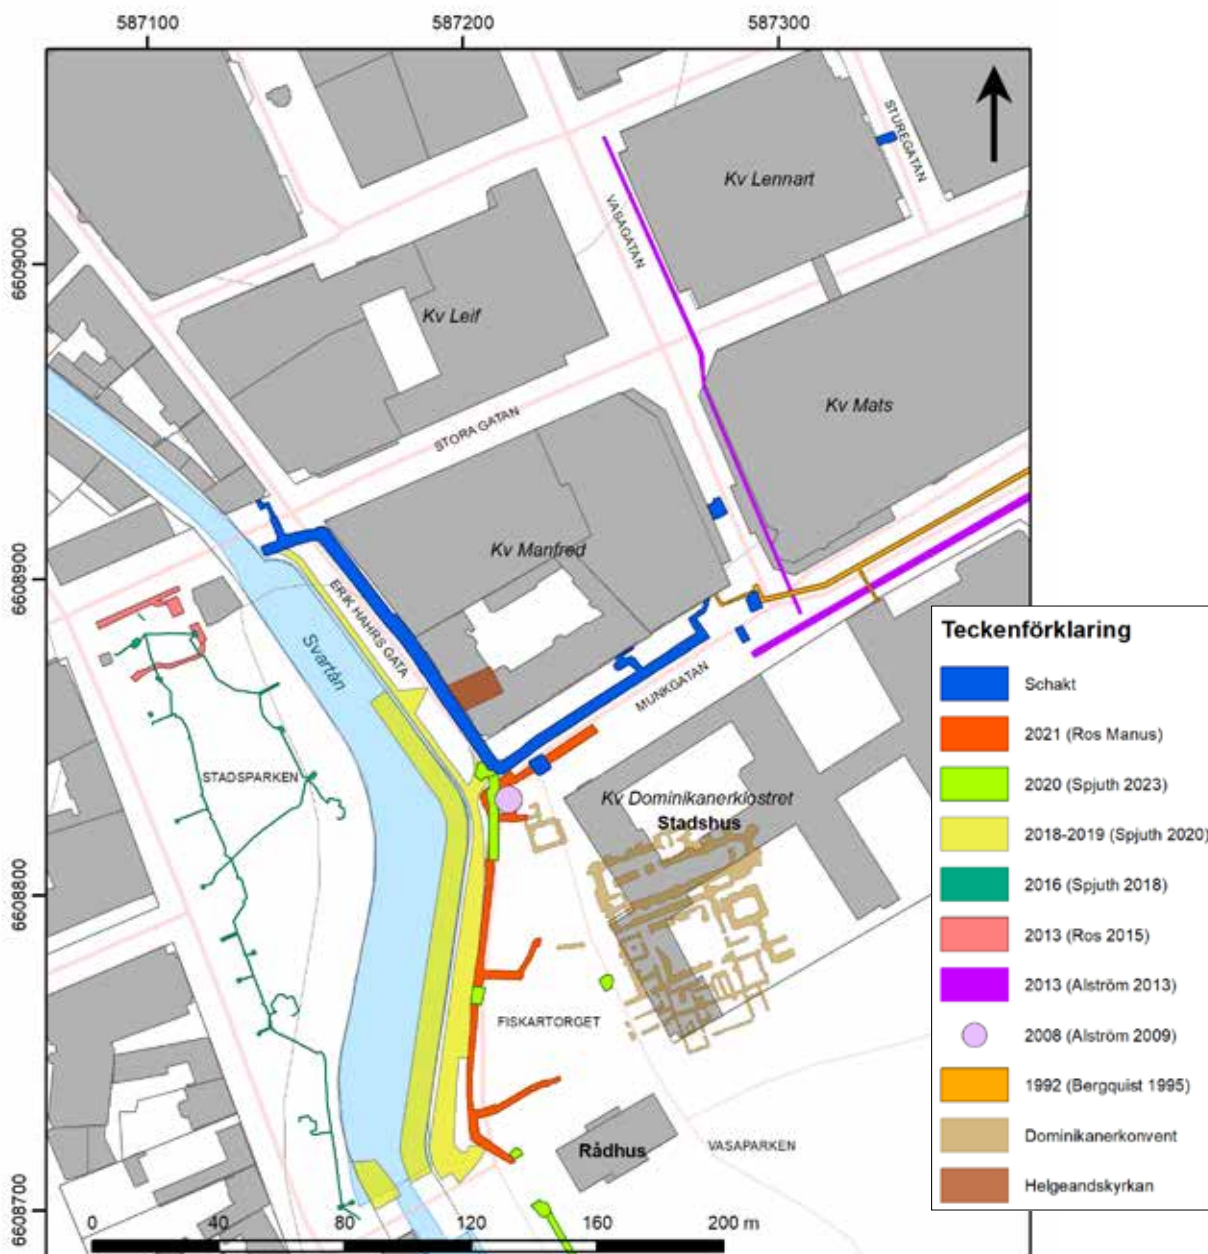 587100
587200
587300
STUREGATAN
Kv Lennart
VASAGATAN
6609000
Kv Leif
Kv Mats
STORA GATAN
Kv Manfred
6608900
ERIK HAHRS GATA
Svartån
MUNKGATAN
STADSPARKEN
Kv Dominikanerklostret
Stadshus
6608800
FISKARTORGET
Rådhus
VASAPARKEN
6608700
0 40 80 120 160 200 m
Teckenförklaring
Schakt
2021 (Ros Manus)
2020 (Spjuth 2023)
2018-2019 (Spjuth 2020)
2016 (Spjuth 2018)
2013 (Ros 2015)
2013 (Alström 2013)
2008 (Alström 2009)
1992 (Bergquist 1995)
Dominikanerkonvent
Helgeandskyrkan